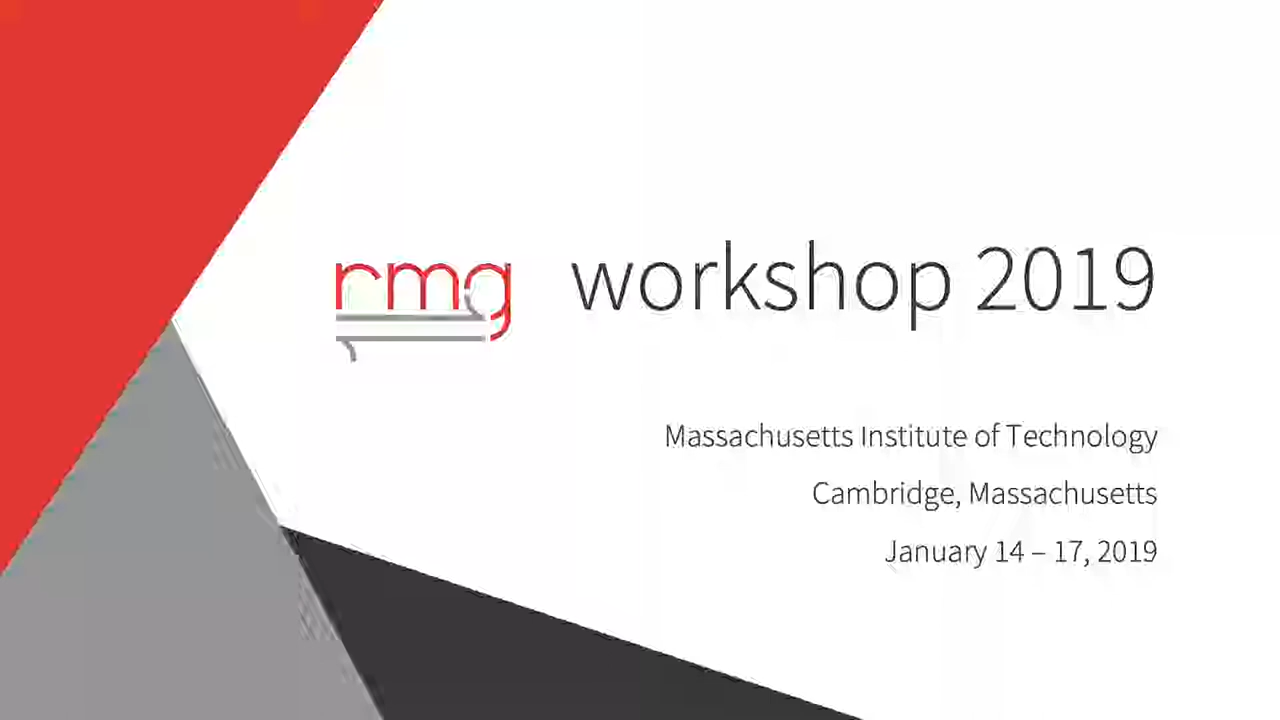 rmg workshop 2019
Massachusetts Institute of Technology
Cambridge, Massachusetts
January 14 – 17, 2019